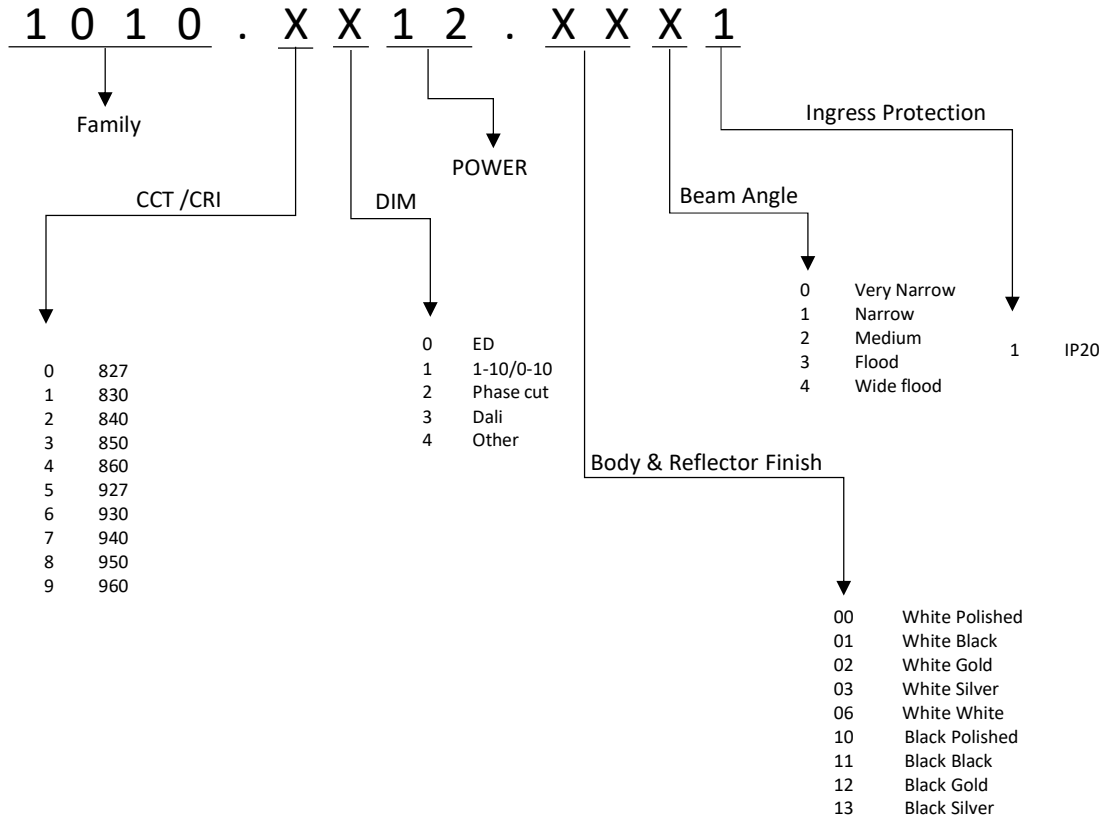 1 0 1 0 . X X 1 2 . X X X 1
Family
POWER
Ingress Protection
CCT /CRI
DIM
Beam Angle
0 827
1 830
2 840
3 850
4 860
5 927
6 930
7 940
8 950
9 960
0 ED
1 1-10/0-10
2 Phase cut
3 Dali
4 Other
0 Very Narrow
1 Narrow
2 Medium
3 Flood
4 Wide flood
1 IP20
Body & Reflector Finish
00 White Polished
01 White Black
02 White Gold
03 White Silver
06 White White
10 Black Polished
11 Black Black
12 Black Gold
13 Black Silver